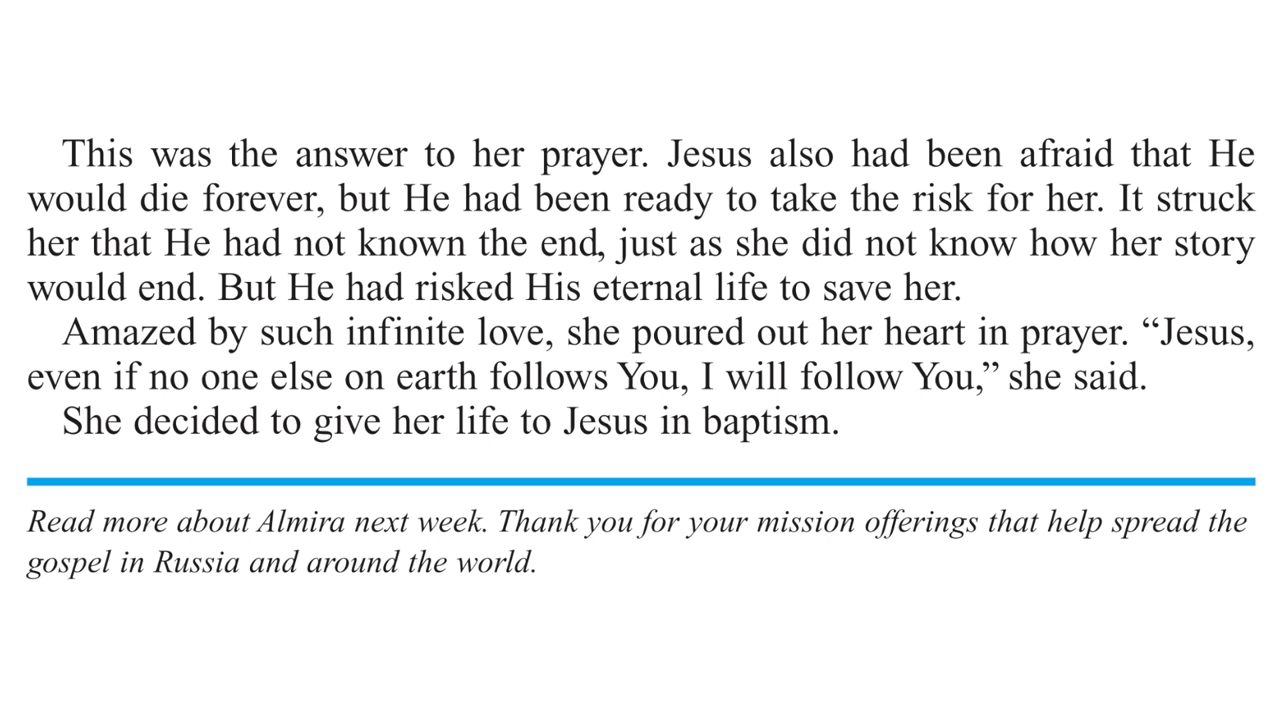 This was the answer to her prayer. Jesus also had been afraid that He
would die forever, but He had been ready to take the risk for her. It struck
her that He had not known the end, just as she did not know how her story
would end. But He had risked His eternal life to save her.
Amazed by such infinite love, she poured out her heart in prayer. “Jesus,
even if no one else on earth follows You, I will follow You,” she said.
She decided to give her life to Jesus in baptism.
Read more about Almira next week. Thank you for your mission offerings that help spread the
gospel in Russia and around the world.